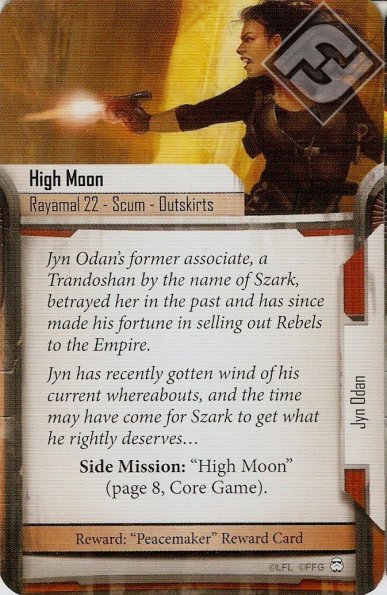 High Moon
Rayamal 22 - Scum - Outskirts
Jyn Odan's former associate, a
Trandoshan by the name of Szark,
betrayed her in the past and has since
made his fortune in selling out Rebels
to the Empire.
Jyn has recently gotten wind of his
current whereabouts, and the time
may have come for Szark to get what
he rightly deserves…
Side Mission: “High Moon”
(page 8, Core Game).
Jyn Odan
Reward: “Peacemaker” Reward Card
©LFL ©FFG